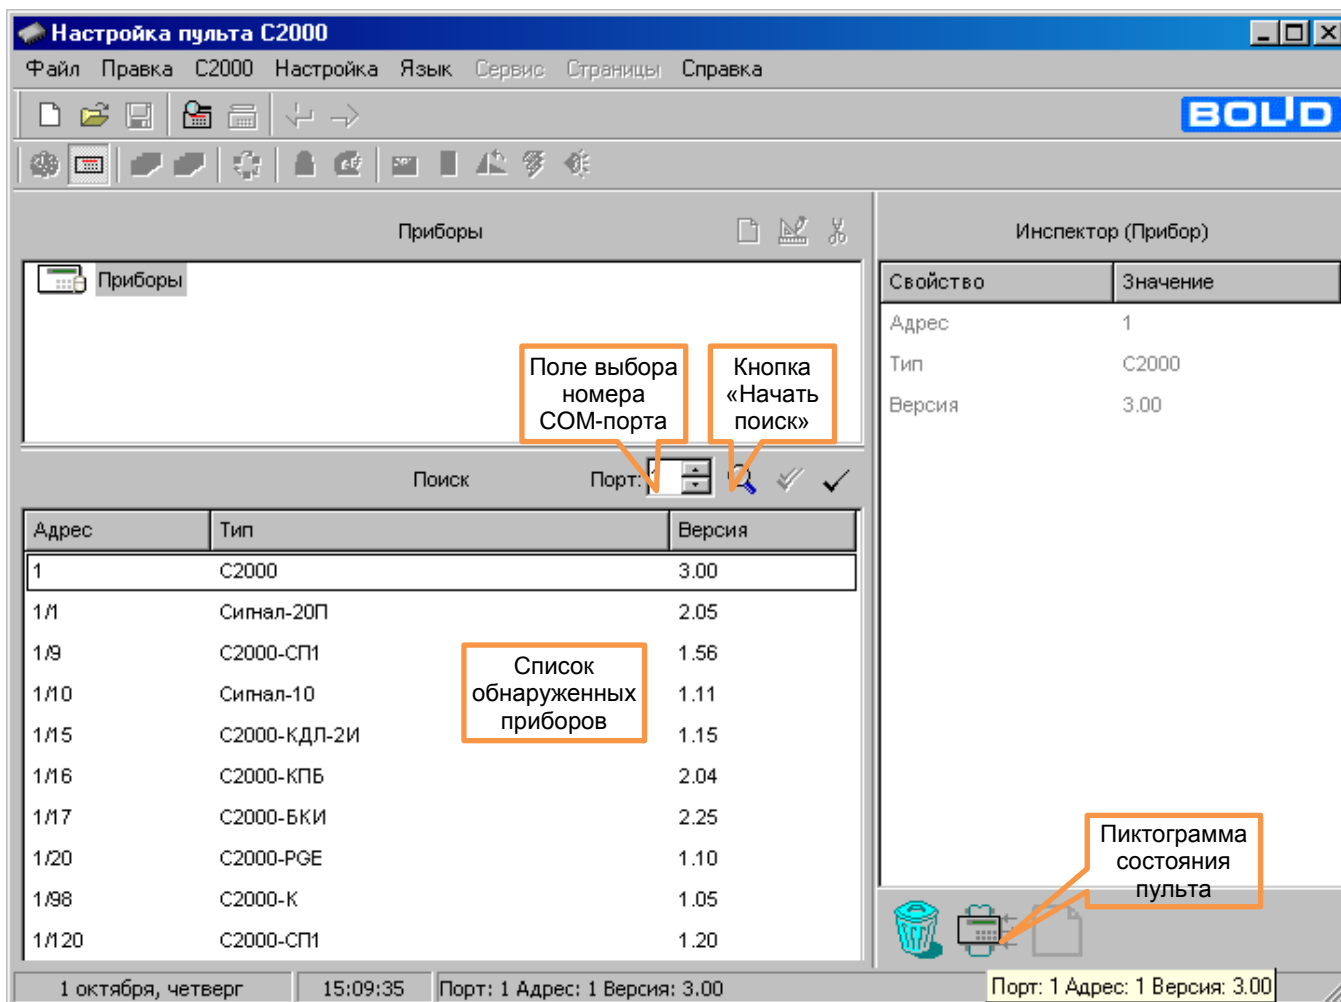 Настройка пульта С2000
Файл Правка С2000 Настройка Язык Сервис Страницы Справка
BOLID
Приборы
Инспектор (Прибор)
Приборы
Свойство Значение
Адрес 1
Тип С2000
Версия 3.00
Поле выбора
номера
COM-порта
Кнопка
«Начать
поиск»
Поиск Порт:
Адрес Тип Версия
1 С2000 3.00
1/1 Сигнал-20П 2.05
1/9 С2000-СП1 1.56
1/10 Сигнал-10 1.11
1/15 С2000-КДЛ-2И 1.15
1/16 С2000-КПБ 2.04
1/17 С2000-БКИ 2.25
1/20 С2000-PGE 1.10
1/98 С2000-К 1.05
1/120 С2000-СП1 1.20
Список
обнаруженных
приборов
Пиктограмма
состояния
пульта
1 октября, четверг 15:09:35 Порт: 1 Адрес: 1 Версия: 3.00
Порт: 1 Адрес: 1 Версия: 3.00